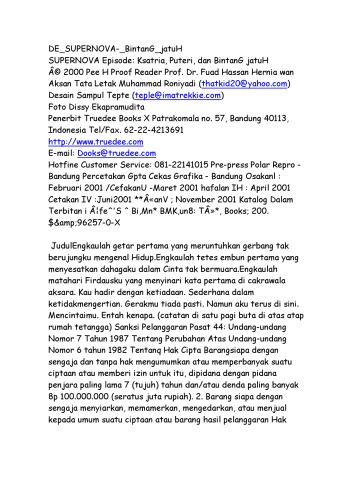 DE_SUPERNOVA-_BintanG_jatuH
SUPERNOVA Episode: Ksatria, Puteri, dan BintanG jatuH
Â© 2000 Pee H Proof Reader Prof. Dr. Fuad Hassan Hernia wan
Aksan Tata Letak Muhammad Roniyadi (thatkid20@yahoo.com)
Desain Sampul Tepte (teple@imatrekkie.com)
Foto Dissy Ekapramudita
Penerbit Truedee Books X Patrakomala no. 57, Bandung 40113,
Indonesia Tel/Fax. 62-22-4213691
http://www.truedee.com
E-mail: Dooks@truedee.com
Hotfine Customer Service: 081-22141015 Pre-press Polar Repro -
Bandung Percetakan Gpta Cekas Grafika - Bandung Osakanl :
Februari 2001 /CefakanU -Maret 2001 hafalan IH : April 2001
Cetakan IV :Juni2001 **Â«anV ; November 2001 Katalog Dalam
Terbitan i Â¦fe^'S ^ Bi,Mn* BMK,un8: TÂ»*, Books; 200.
$&amp;96257-0-X
JudulEngkaulah getar pertama yang meruntuhkan gerbang tak
berujungku mengenal Hidup.Engkaulah tetes embun pertama yang
menyesatkan dahagaku dalam Cinta tak bermuara.Engkaulah
matahari Firdausku yang menyinari kata pertama di cakrawala
aksara. Kau hadir dengan ketiadaan. Sederhana dalam
ketidakmengertian. Gerakmu tiada pasti. Namun aku terus di sini.
Mencintaimu. Entah kenapa. (catatan di satu pagi buta di atas atap
rumah tetangga) Sanksi Pelanggaran Pasat 44: Undang-undang
Nomor 7 Tahun 1987 Tentang Perubahan Atas Undang-undang
Nomor 6 tahun 1982 Tentang Hak Cipta Barangsiapa dengan
sengaja dan tanpa hak mengumumkan atau memperbanyak suatu
ciptaan atau memberi izin untuk itu, dipidana dengan pidana
penjara paling lama 7 (tujuh) tahun dan/atau denda paling banyak
8p 100.000.000 (seratus juta rupiah). 2. Barang siapa dengan
sengaja menyiarkan, memamerkan, mengedarkan, atau menjual
kepada umum suatu ciptaan atau barang hasil pelanggaran Hak